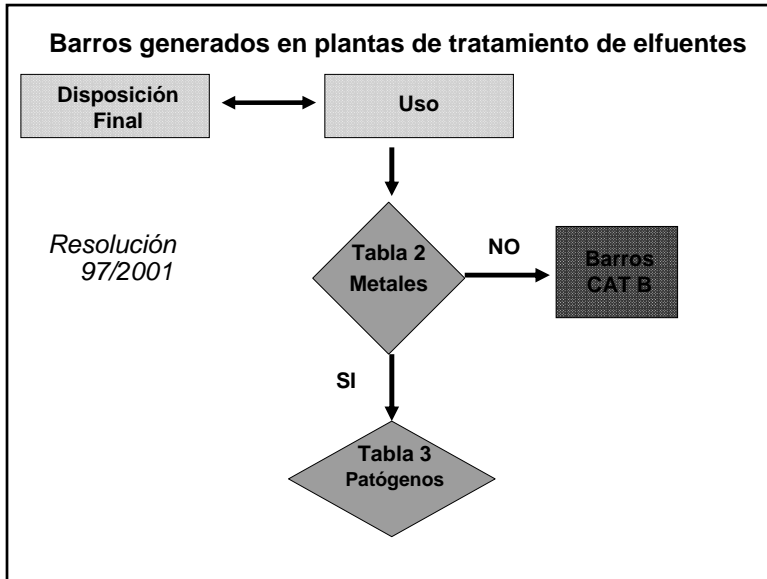 Barros generados en plantas de tratamiento de elfuentes
Disposición
Final
Uso
Resolución
97/2001
Tabla 2
Metales
NO
Barros
CAT B
SI
Tabla 3
Patógenos